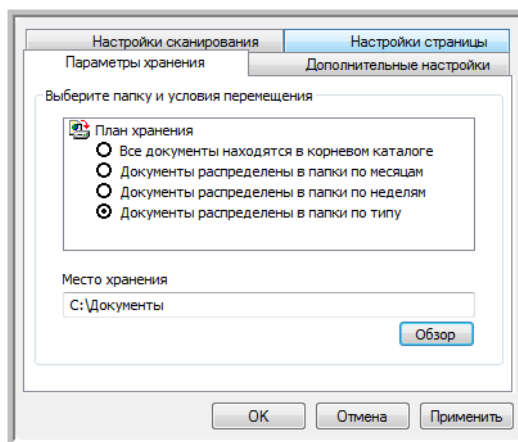 Настройки сканирования
Настройки страницы
Параметры хранения
Дополнительные настройки
Выберите папку и условия перемещения
План хранения
Все документы находятся в корневом каталоге
Документы распределены в папки по месяцам
Документы распределены в папки по неделям
Документы распределены в папки по типу
Место хранения
C:\Документы
Обзор
OK
Отмена
Применить